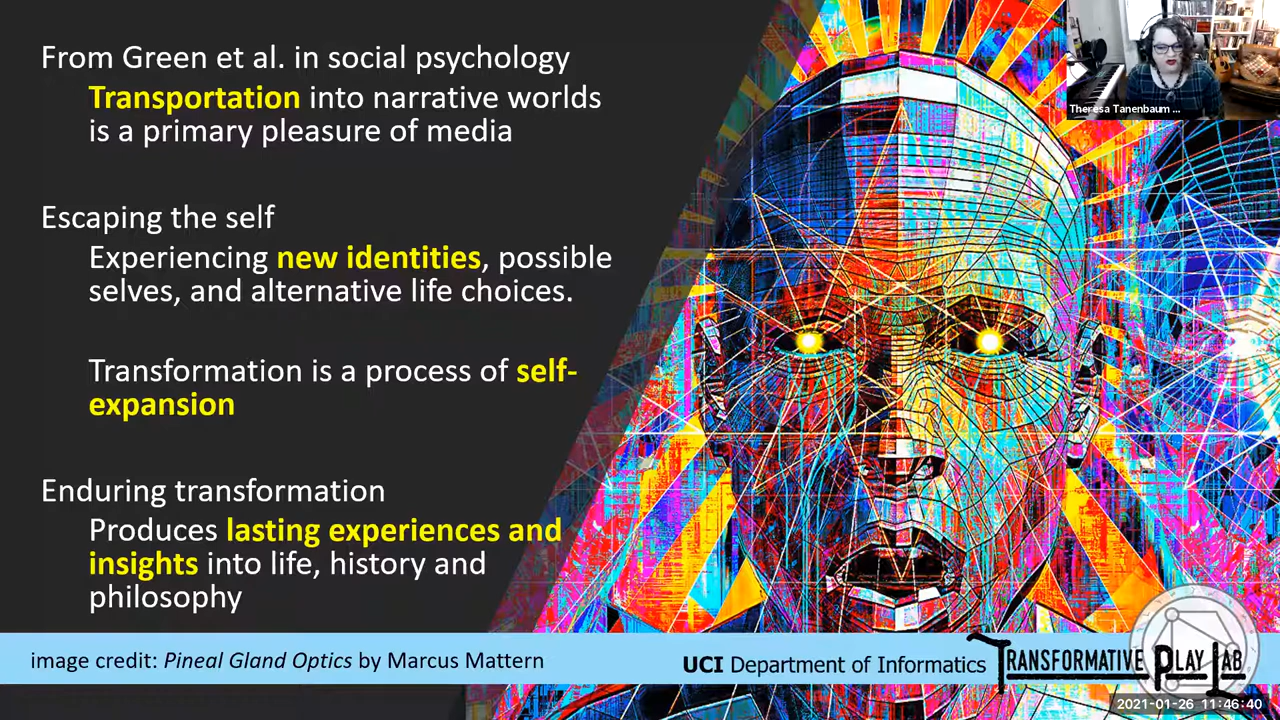 From Green et al. in social psychology
Transportation into narrative worlds
is a primary pleasure of media
Escaping the self
Experiencing new identities, possible
selves, and alternative life choices.
Transformation is a process of self-
expansion
Enduring transformation
Produces lasting experiences and
insights into life, history and
philosophy
image credit: Pineal Gland Optics by Marcus Mattern
UCI Department of Informatics
TRANSFORMATIVE PLAY LAB
Theresa Tanenbaum ...
2021-01-26 11:46:40